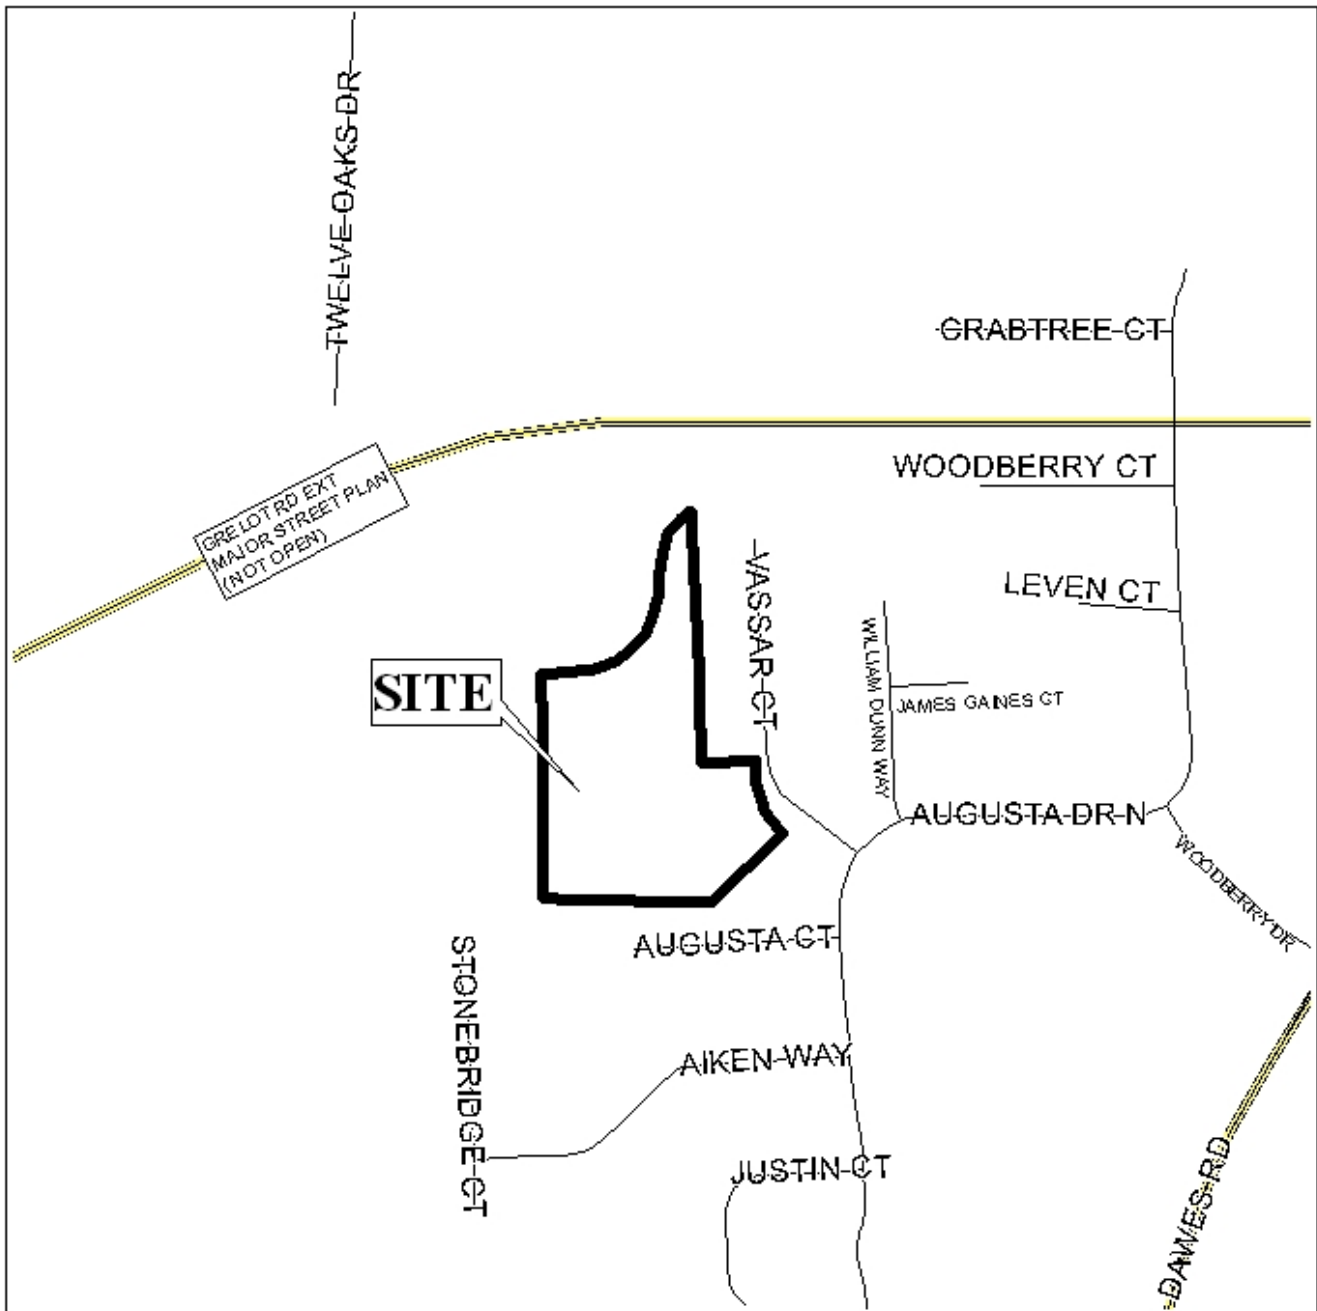 TWELVE OAKS DR
CRABTREE CT
WOODBERRY CT
GRELOT RD EXT
MAJOR STREET PLAN
(NOT OPEN)
VASSAR CT
LEVEN CT
WILLIAM DUNN WAY
SITE
JAMES GAINES CT
AUGUSTA DR N
WOODBERRY DR
AUGUSTA CT
STONEBRIDGE CT
AIKEN WAY
JUSTIN CT
DAWES RD